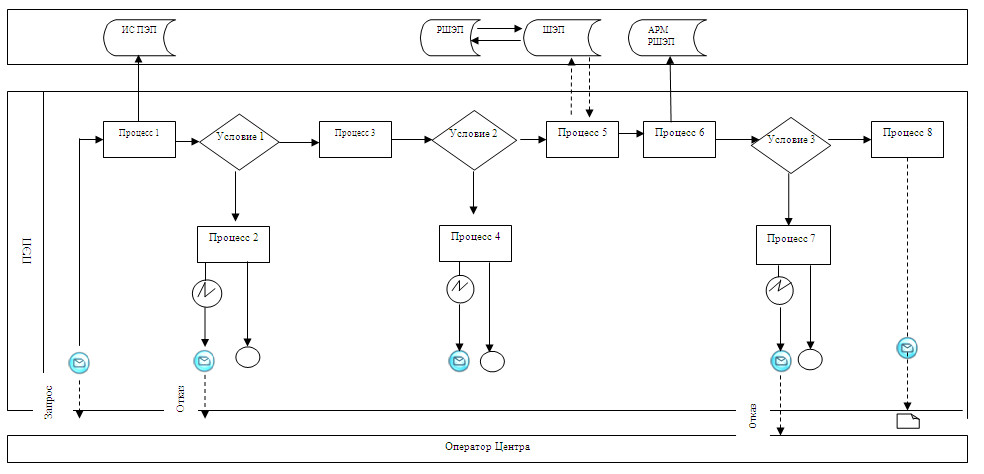 ИС ПЭП
РШЭП
ШЭП
АРМ
РШЭП
Процесс 1
Условие 1
Процесс 3
Условие 2
Процесс 5
Процесс 6
Условие 3
Процесс 8
ПЭП
Процесс 2
Процесс 4
Процесс 7
Запрос
Отказ
Отказ
Оператор Центра